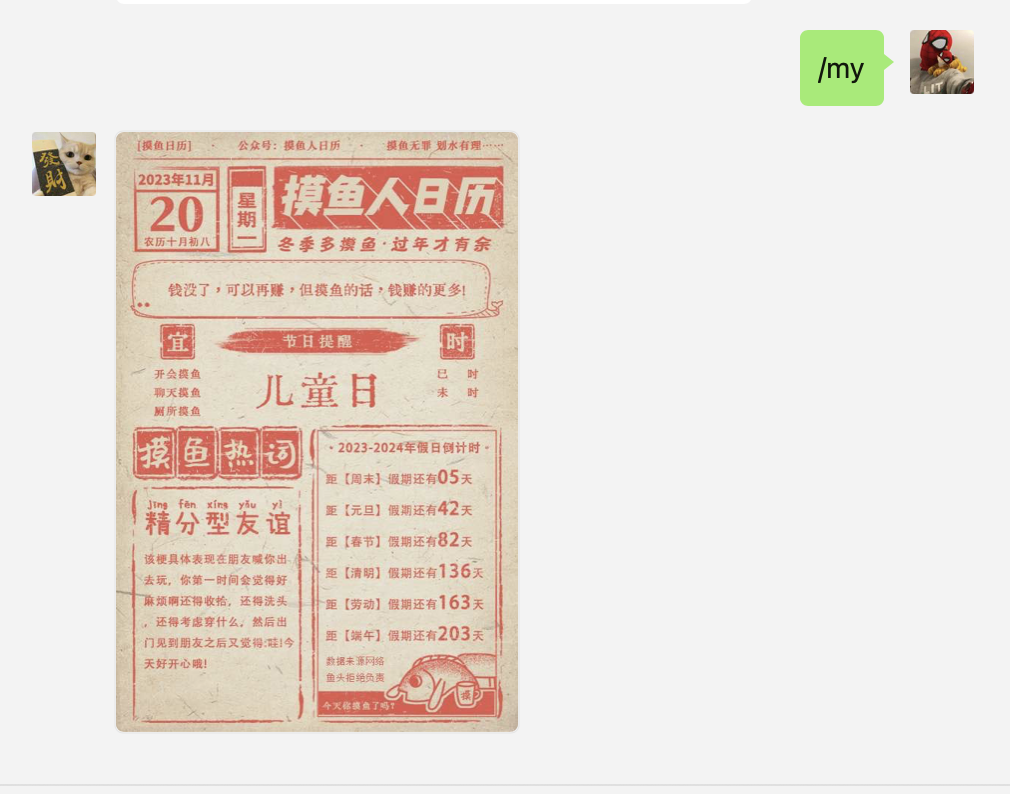 /my
發
財
LIT
[摸鱼日历] · 公众号：摸鱼人日历 · 摸鱼无罪 划水有理……
2023年11月
20
农历十月初八
星期一
摸鱼人日历
冬季多摸鱼·过年才有余
钱没了，可以再赚，但摸鱼的话，钱赚的更多!
宜
开会摸鱼
聊天摸鱼
厕所摸鱼
节日提醒
儿童日
时
巳 时
未 时
摸鱼热词
jīng fēn xíng yǒu yì
精分型友谊
该梗具体表现在朋友喊你出
去玩，你第一时间会觉得好
麻烦啊还得收拾，还得洗头
，还得考虑穿什么，然后出
门见到朋友之后又觉得:哇!今
天好开心哦!
· 2023-2024年假日倒计时 ·
距【周末】假期还有05天
距【元旦】假期还有42天
距【春节】假期还有82天
距【清明】假期还有136天
距【劳动】假期还有163天
距【端午】假期还有203天
数据来源网络
鱼头拒绝负责
摸
今天你摸鱼了吗?